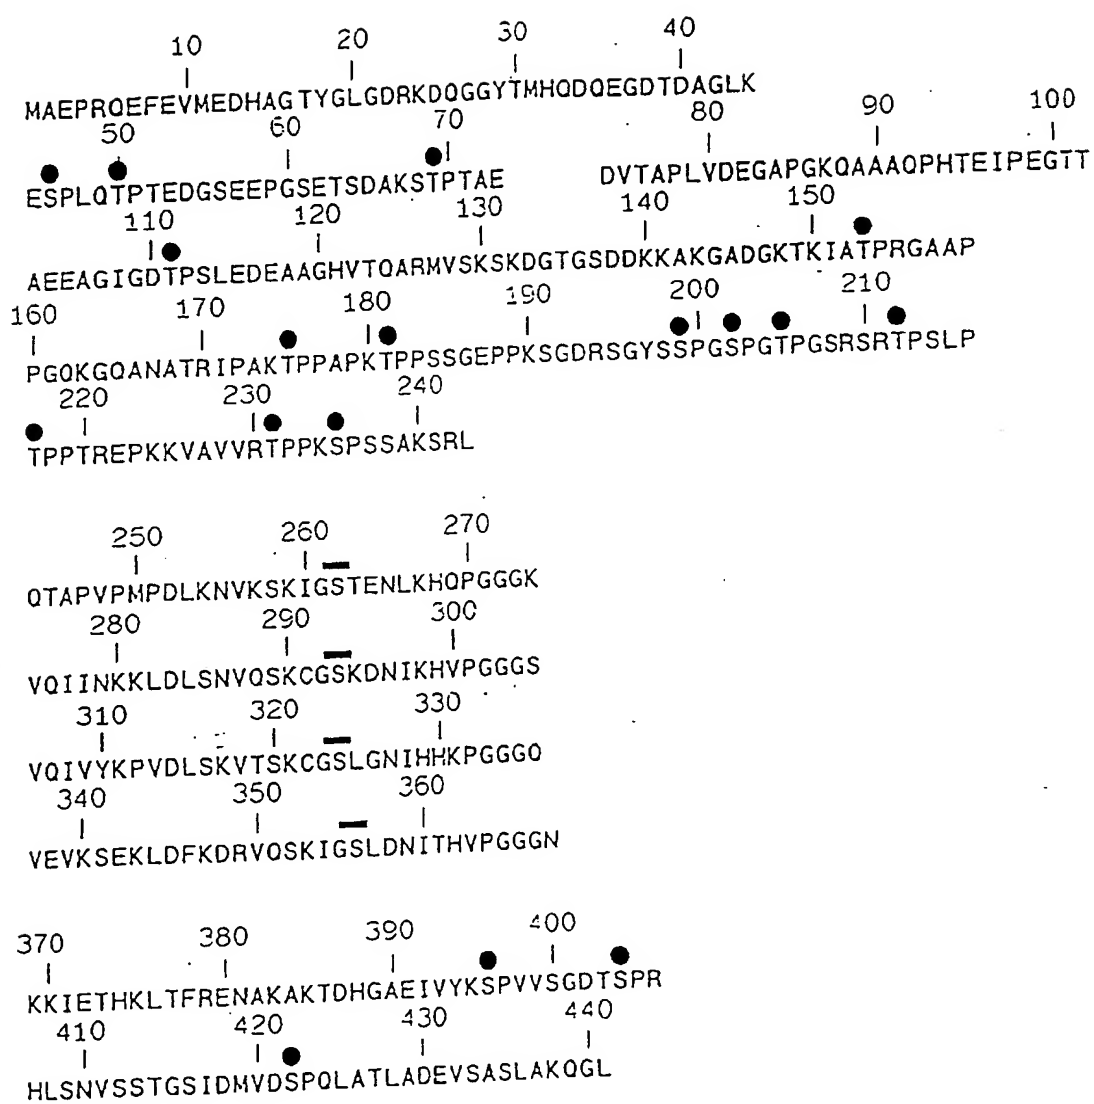 10 20 30 40
MAEPRQEFEVMEDHAGTYGLGDRKDQGGYTMHQDQEGDTDAGLK
50 60 70 80 90 100
ESPLQTPTEDGSEEPGSETSDAKSTPTAE DVTAPLVDEGAPGKQAAAQPHTEIPEGTT
110 120 130 140 150
AEEAGIGDTPSLEDEAAGHVTQARMVSKSKDGTGSDDKKAKGADGKTKIATPRGAAP
160 170 180 190 200 210
PGQKGQANATRIPAKTPPAPKTPPSSGEPPKSGDRSGYSSPGSPGTPGSRSRTPSLP
220 230 240
TPPTREPKKVAVVRTPPKSPSSAKSRL
250 260 270
QTAPVPMPDLKNVKSKIGSTENLKHQPGGGK
280 290 300
VQIINKKLDLSNVQSKCGSKDNIKHVPGGGS
310 320 330
VQIVYKPVDLSKVTSKCGSLGNIHHKPGGGQ
340 350 360
VEVKSEKLDFKDRVQSKIGSLDNITHVPGGGN
370 380 390 400
KKIETHKLTFRENAKAKTDHGAEIVYKSPVVSGDTSPR
410 420 430 440
HLSNVSSTGSIDMVDSPQLATLADEVSASLAKQGL